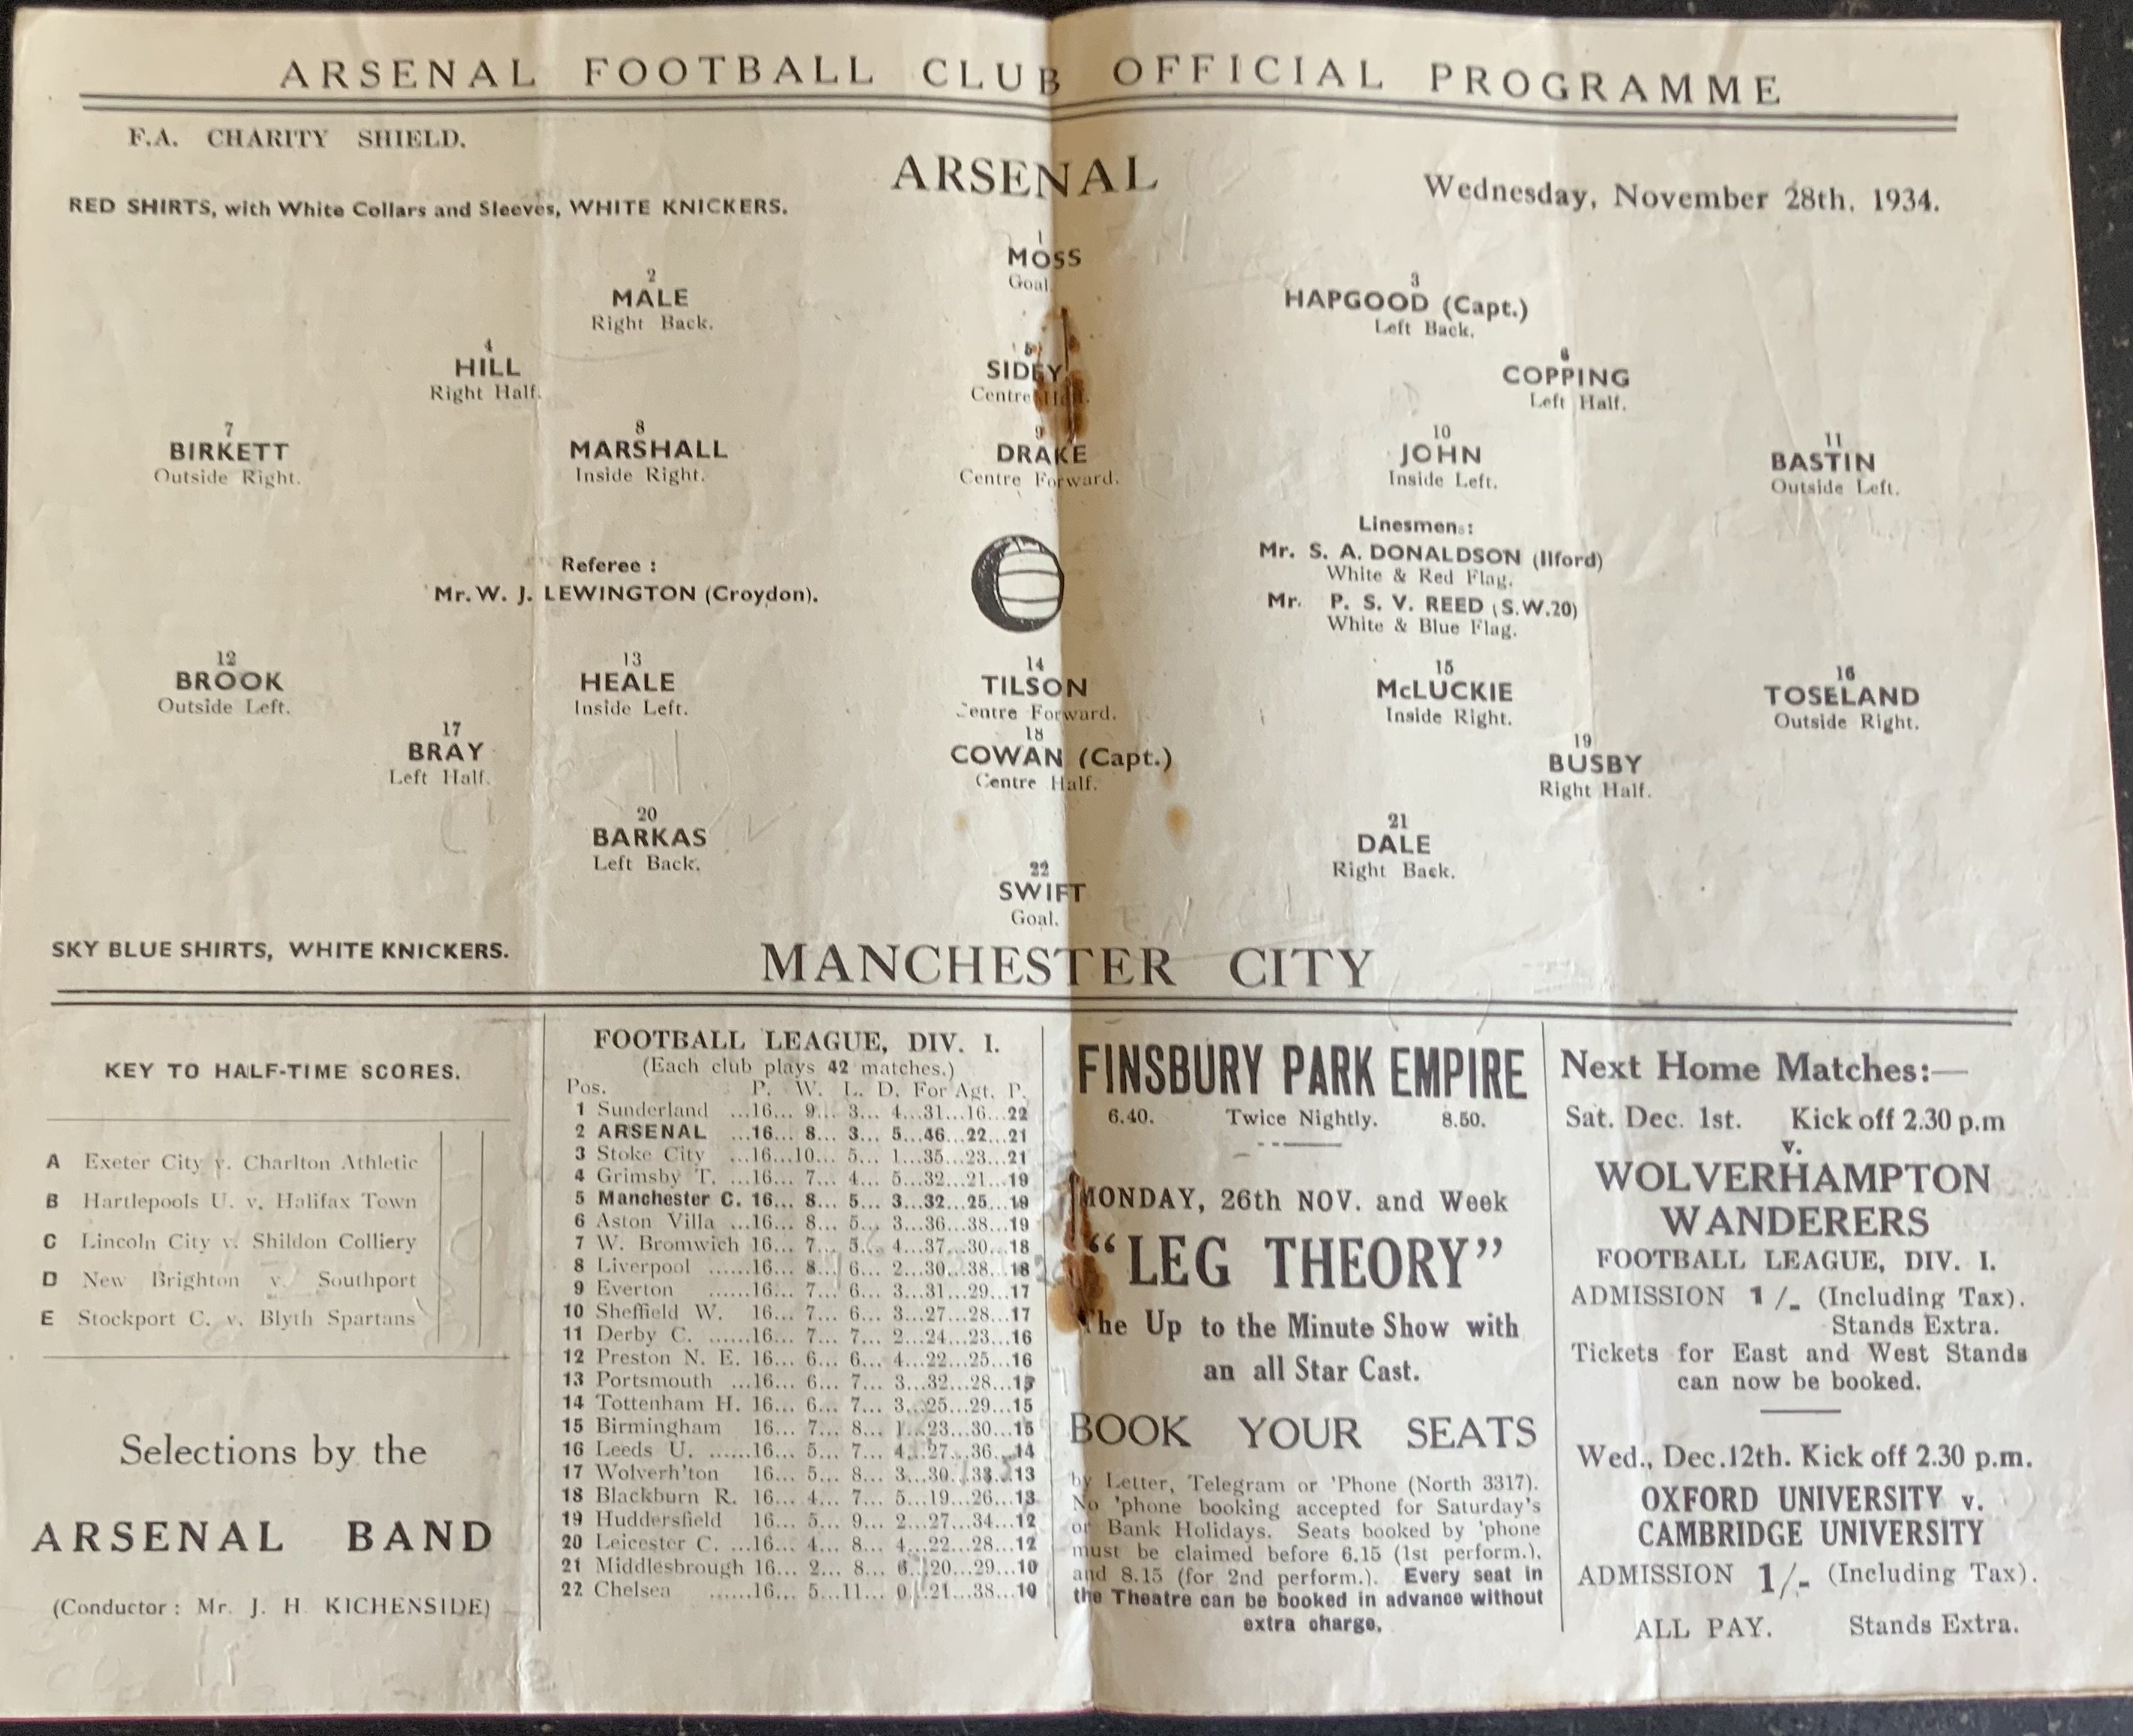 ARSENAL FOOTBALL CLUB OFFICIAL PROGRAMME
F.A. CHARITY SHIELD.
ARSENAL
Wednesday, November 28th. 1934.
RED SHIRTS, with White Collars and Sleeves, WHITE KNICKERS.
1
MOSS
Goal.
2
MALE
Right Back.
3
HAPGOOD (Capt.)
Left Back.
4
HILL
Right Half.
5
SIDEY
Centre Half.
6
COPPING
Left Half.
7
BIRKETT
Outside Right.
8
MARSHALL
Inside Right.
9
DRAKE
Centre Forward.
10
JOHN
Inside Left.
11
BASTIN
Outside Left.
Referee :
Mr. W. J. LEWINGTON (Croydon).
Linesmen :
Mr. S. A. DONALDSON (Ilford)
White & Red Flag.
Mr. P. S. V. REED (S.W.20)
White & Blue Flag.
12
BROOK
Outside Left.
13
HEALE
Inside Left.
14
TILSON
Centre Forward.
15
McLUCKIE
Inside Right.
16
TOSELAND
Outside Right.
17
BRAY
Left Half.
18
COWAN (Capt.)
Centre Half.
19
BUSBY
Right Half.
20
BARKAS
Left Back.
21
DALE
Right Back.
22
SWIFT
Goal.
SKY BLUE SHIRTS, WHITE KNICKERS.
MANCHESTER CITY
KEY TO HALF-TIME SCORES.
A Exeter City v. Charlton Athletic
B Hartlepools U. v. Halifax Town
C Lincoln City v. Shildon Colliery
D New Brighton v. Southport
E Stockport C. v. Blyth Spartans
Selections by the
ARSENAL BAND
(Conductor : Mr. J. H. KICHENSIDE)
FOOTBALL LEAGUE, DIV. I.
(Each club plays 42 matches.)
Pos. P. W. L. D. For Agt. P.
1 Sunderland ...16... 9... 3... 4...31...16...22
2 ARSENAL ...16... 8... 3... 5...46...22...21
3 Stoke City ...16...10... 5... 1...35...23...21
4 Grimsby T. ...16... 7... 4... 5...32...21...19
5 Manchester C. 16... 8... 5... 3...32...25...19
6 Aston Villa ...16... 8... 5... 3...36...38...19
7 W. Bromwich 16... 7... 5... 4...37...30...18
8 Liverpool ......16... 8... 6... 2...30...38...18
9 Everton ......16... 7... 6... 3...31...29...17
10 Sheffield W. 16... 7... 6... 3...27...28...17
11 Derby C. ......16... 7... 7... 2...24...23...16
12 Preston N. E. 16... 6... 6... 4...22...25...16
13 Portsmouth ...16... 6... 7... 3...32...28...15
14 Tottenham H. 16... 6... 7... 3...25...29...15
15 Birmingham 16... 7... 8... 1...23...30...15
16 Leeds U. ......16... 5... 7... 4...27...36...14
17 Wolverh'ton 16... 5... 8... 3...30...33...13
18 Blackburn R. 16... 4... 7... 5...19...26...13
19 Huddersfield 16... 5... 9... 2...27...34...12
20 Leicester C. ...16... 4... 8... 4...22...28...12
21 Middlesbrough 16... 2... 8... 6...20...29...10
22 Chelsea ......16... 5...11... 0...21...38...10
FINSBURY PARK EMPIRE
6.40. Twice Nightly. 8.50.
MONDAY, 26th NOV. and Week
"LEG THEORY"
The Up to the Minute Show with
an all Star Cast.
BOOK YOUR SEATS
by Letter, Telegram or 'Phone (North 3317).
No 'phone booking accepted for Saturday's
or Bank Holidays. Seats booked by 'phone
must be claimed before 6.15 (1st perform.),
and 8.15 (for 2nd perform.). Every seat in
the Theatre can be booked in advance without
extra charge.
Next Home Matches:—
Sat. Dec. 1st. Kick off 2.30 p.m
v.
WOLVERHAMPTON
WANDERERS
FOOTBALL LEAGUE, DIV. I.
ADMISSION 1/- (Including Tax).
Stands Extra.
Tickets for East and West Stands
can now be booked.
Wed., Dec. 12th. Kick off 2.30 p.m.
OXFORD UNIVERSITY v.
CAMBRIDGE UNIVERSITY
ADMISSION 1/- (Including Tax).
ALL PAY. Stands Extra.